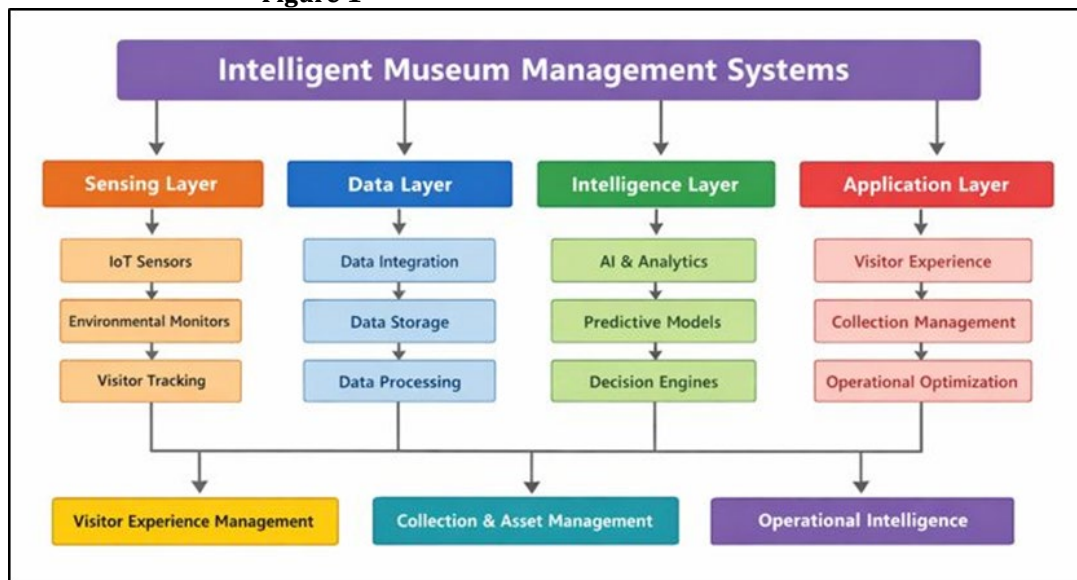 Figure 1
Intelligent Museum Management Systems
Sensing Layer
IoT Sensors
Environmental Monitors
Visitor Tracking
Data Layer
Data Integration
Data Storage
Data Processing
Intelligence Layer
AI & Analytics
Predictive Models
Decision Engines
Application Layer
Visitor Experience
Collection Management
Operational Optimization
Visitor Experience Management
Collection & Asset Management
Operational Intelligence